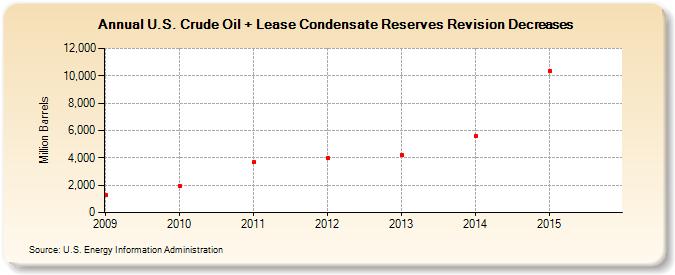 Annual U.S. Crude Oil + Lease Condensate Reserves Revision Decreases
Million Barrels
12,000
10,000
8,000
6,000
4,000
2,000
0
2009 2010 2011 2012 2013 2014 2015
Source: U.S. Energy Information Administration